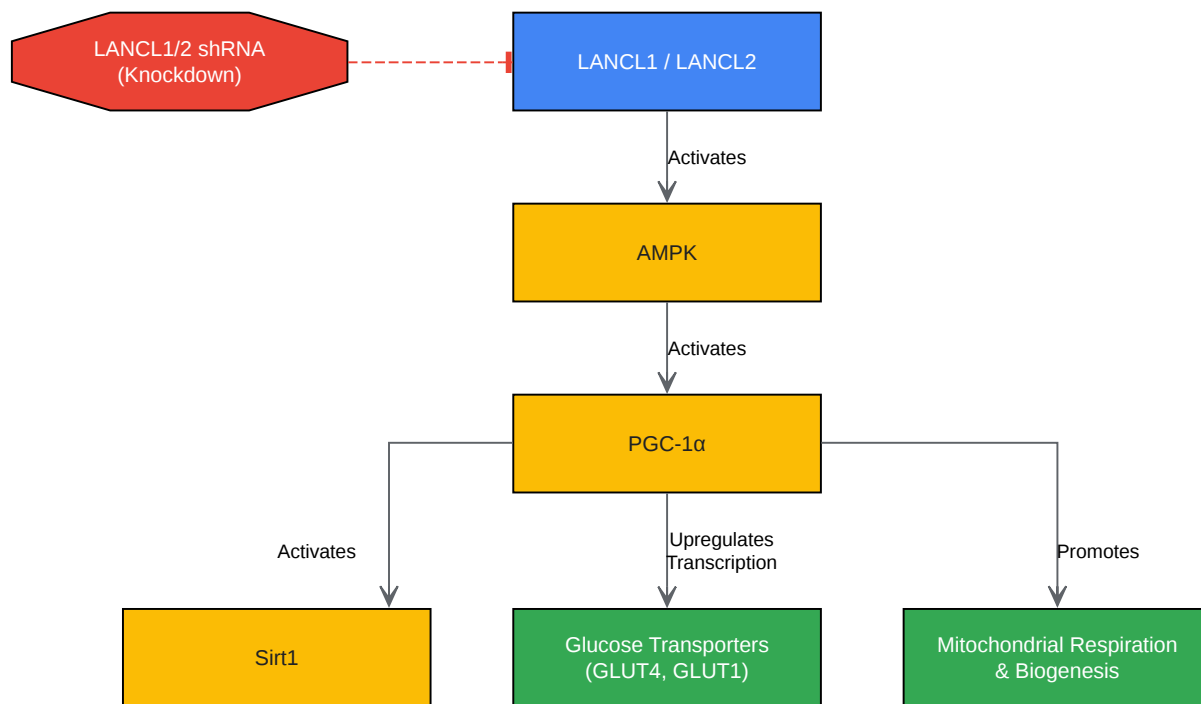 LANCL1/2 shRNA
(Knockdown)
LANCL1 / LANCL2
Activates
AMPK
Activates
PGC-1α
Activates
Upregulates
Transcription
Promotes
Sirt1
Glucose Transporters
(GLUT4, GLUT1)
Mitochondrial Respiration
& Biogenesis